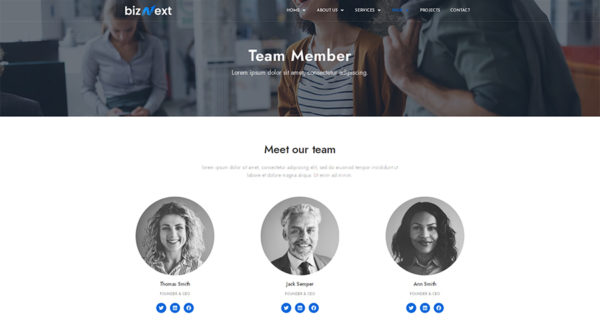 biznext
HOME ABOUT US SERVICES PROJECTS CONTACT
Team Member
Lorem ipsum dolor sit amet, consectetur adipiscing.
Meet our team
lorem ipsum dolor sit amet, consectetur adipiscing elit, sed do eiusmod tempor incididunt ut
labore et dolore magna aliqua. Ut enim ad minim
Thomas Smith
FOUNDER & CEO
Jack Semper
FOUNDER & CEO
Ann Smith
FOUNDER & CEO